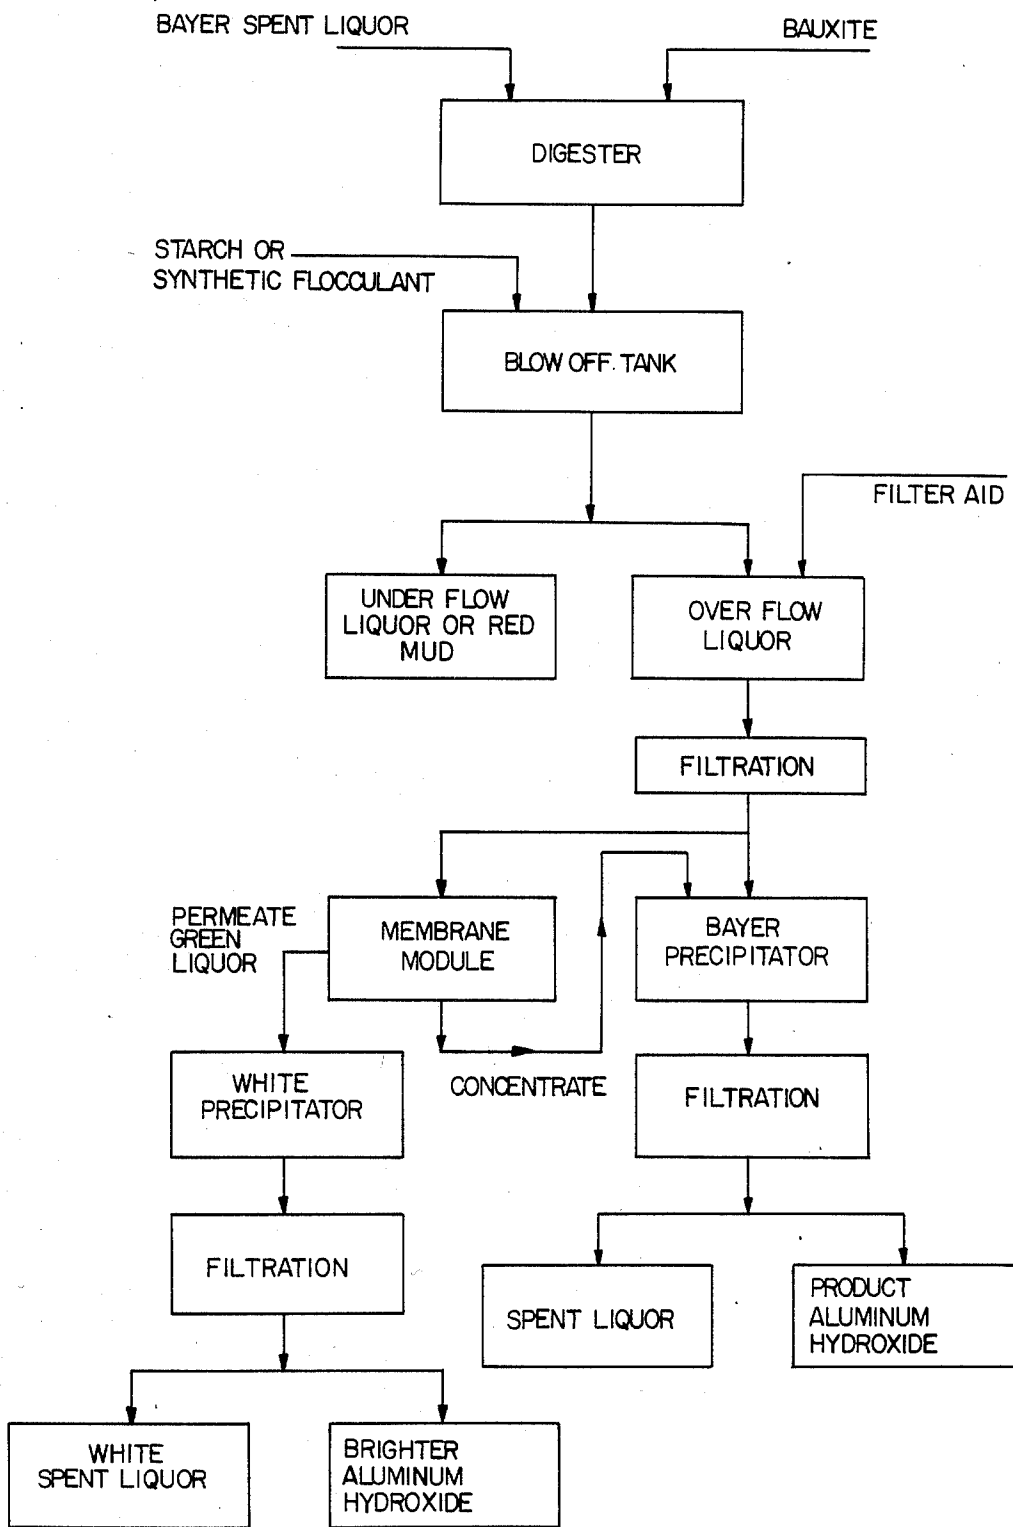 BAYER SPENT LIQUOR
BAUXITE
DIGESTER
STARCH OR
SYNTHETIC FLOCCULANT
BLOW OFF. TANK
FILTER AID
UNDER FLOW
LIQUOR OR RED
MUD
OVER FLOW
LIQUOR
FILTRATION
PERMEATE
GREEN
LIQUOR
MEMBRANE
MODULE
BAYER
PRECIPITATOR
CONCENTRATE
WHITE
PRECIPITATOR
FILTRATION
FILTRATION
SPENT LIQUOR
PRODUCT
ALUMINUM
HYDROXIDE
WHITE
SPENT LIQUOR
BRIGHTER
ALUMINUM
HYDROXIDE